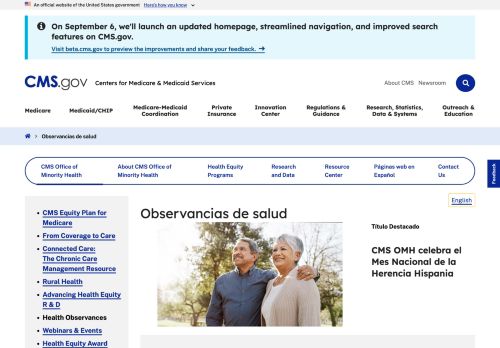 An official website of the United States government Here's how you know
On September 6, we'll launch an updated homepage, streamlined navigation, and improved search
features on CMS.gov.
Visit beta.cms.gov to preview the improvements and share your feedback.
CMS.gov Centers for Medicare & Medicaid Services
About CMS Newsroom
Medicare
Medicaid/CHIP
Medicare-Medicaid
Coordination
Private
Insurance
Innovation
Center
Regulations &
Guidance
Research, Statistics,
Data & Systems
Outreach &
Education
Observancias de salud
CMS Office of
Minority Health
About CMS Office of
Minority Health
Health Equity
Programs
Research
and Data
Resource
Center
Páginas web en
Español
Contact
Us
Feedback
English
CMS Equity Plan for
Medicare
From Coverage to Care
Connected Care:
The Chronic Care
Management Resource
Rural Health
Advancing Health Equity
R & D
Health Observances
Webinars & Events
Health Equity Award
Observancias de salud
Título Destacado
CMS OMH celebra el
Mes Nacional de la
Herencia Hispania